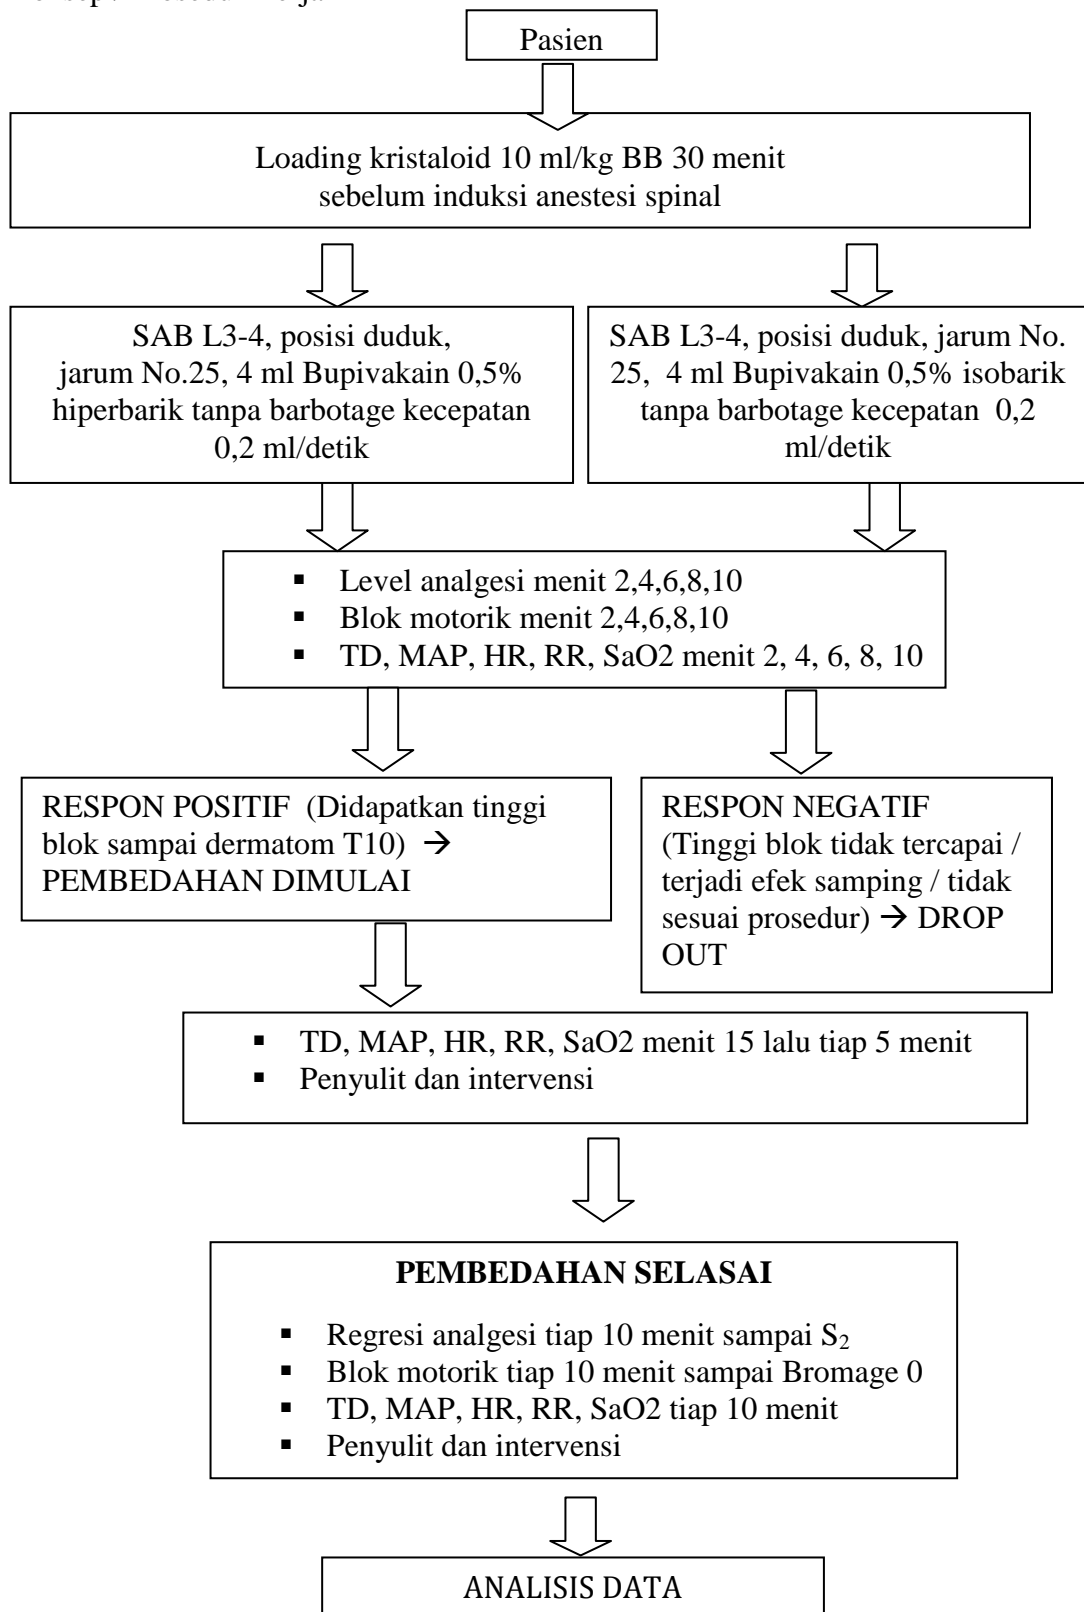 Pasien
Loading kristaloid 10 ml/kg BB 30 menit
sebelum induksi anestesi spinal
SAB L3-4, posisi duduk,
jarum No.25, 4 ml Bupivakain 0,5%
hiperbarik tanpa barbotage kecepatan
0,2 ml/detik
SAB L3-4, posisi duduk, jarum No.
25, 4 ml Bupivakain 0,5% isobarik
tanpa barbotage kecepatan 0,2
ml/detik
▪ Level analgesi menit 2,4,6,8,10
▪ Blok motorik menit 2,4,6,8,10
▪ TD, MAP, HR, RR, SaO2 menit 2, 4, 6, 8, 10
RESPON POSITIF (Didapatkan tinggi
blok sampai dermatom T10) →
PEMBEDAHAN DIMULAI
RESPON NEGATIF
(Tinggi blok tidak tercapai /
terjadi efek samping / tidak
sesuai prosedur) → DROP
OUT
▪ TD, MAP, HR, RR, SaO2 menit 15 lalu tiap 5 menit
▪ Penyulit dan intervensi
PEMBEDAHAN SELASAI
▪ Regresi analgesi tiap 10 menit sampai S₂
▪ Blok motorik tiap 10 menit sampai Bromage 0
▪ TD, MAP, HR, RR, SaO2 tiap 10 menit
▪ Penyulit dan intervensi
ANALISIS DATA